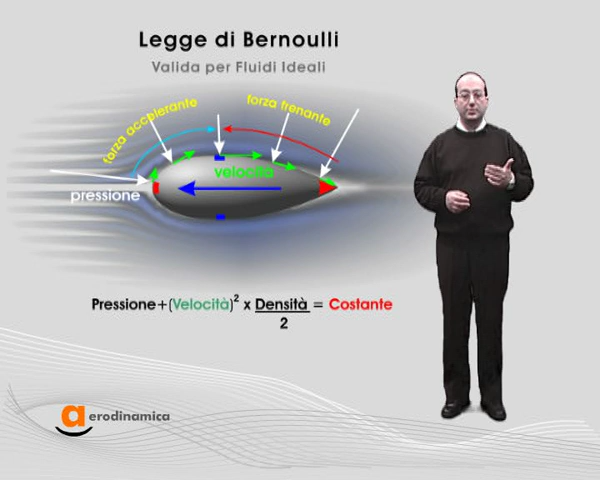 Legge di Bernoulli
Valida per Fluidi Ideali
forza accelerante
forza frenante
velocità
pressione
Pressione+(Velocità)² x Densità = Costante
2
aerodinamica